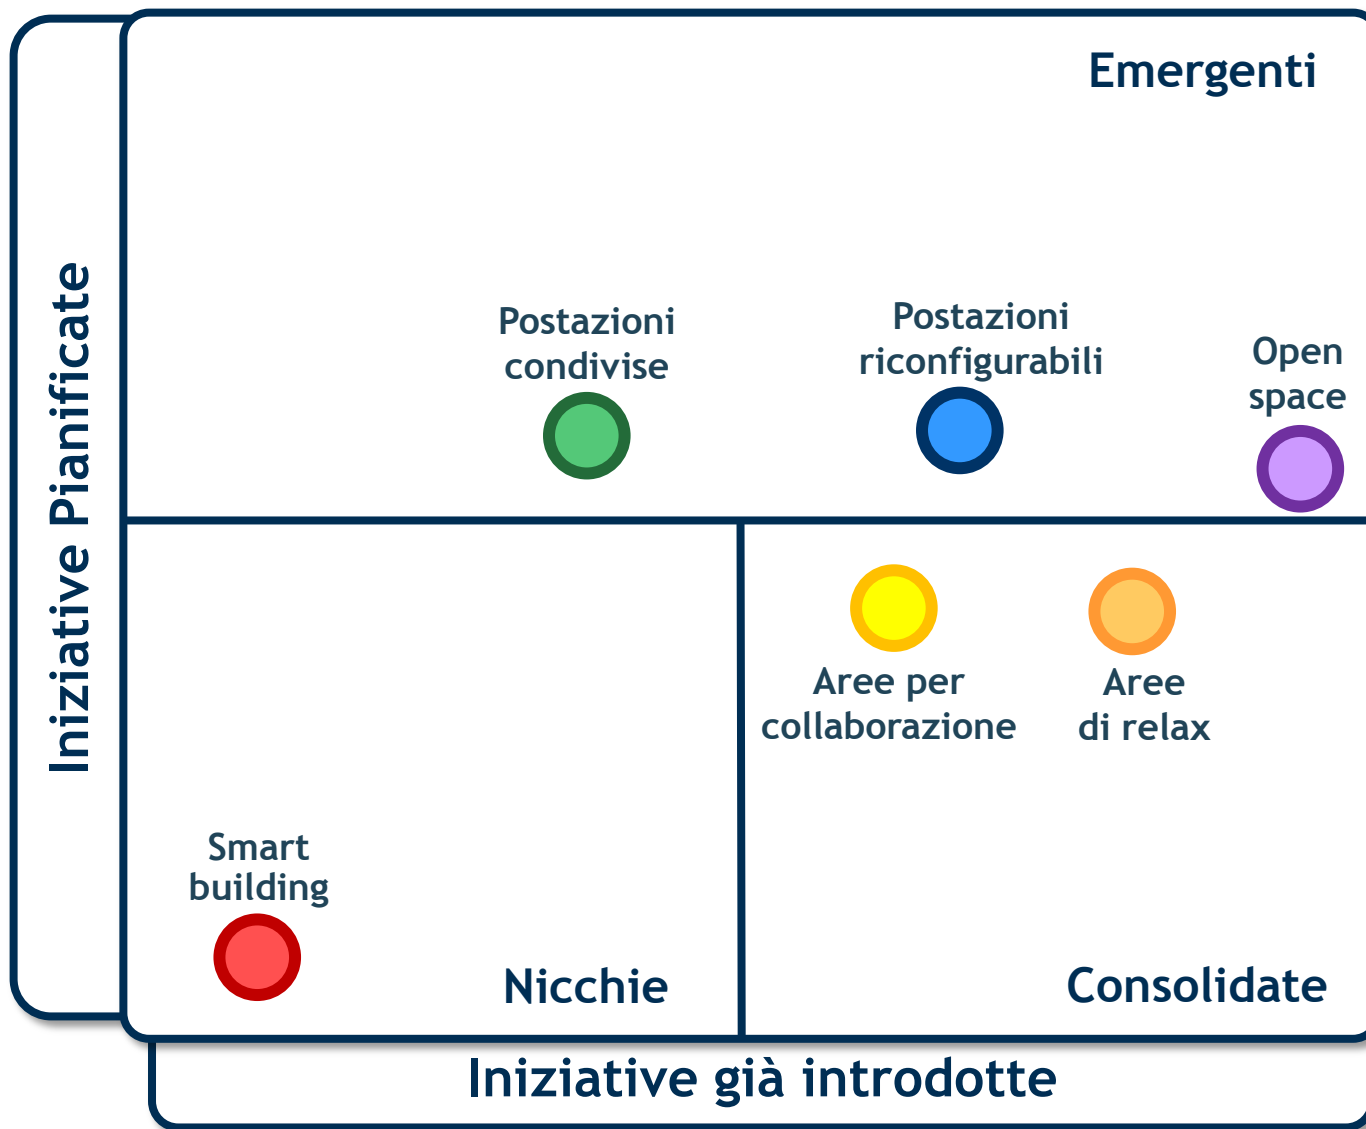 Emergenti
Iniziative Pianificate
Postazioni
condivise
Postazioni
riconfigurabili
Open
space
Aree per
collaborazione
Aree
di relax
Smart
building
Nicchie
Consolidate
Iniziative già introdotte